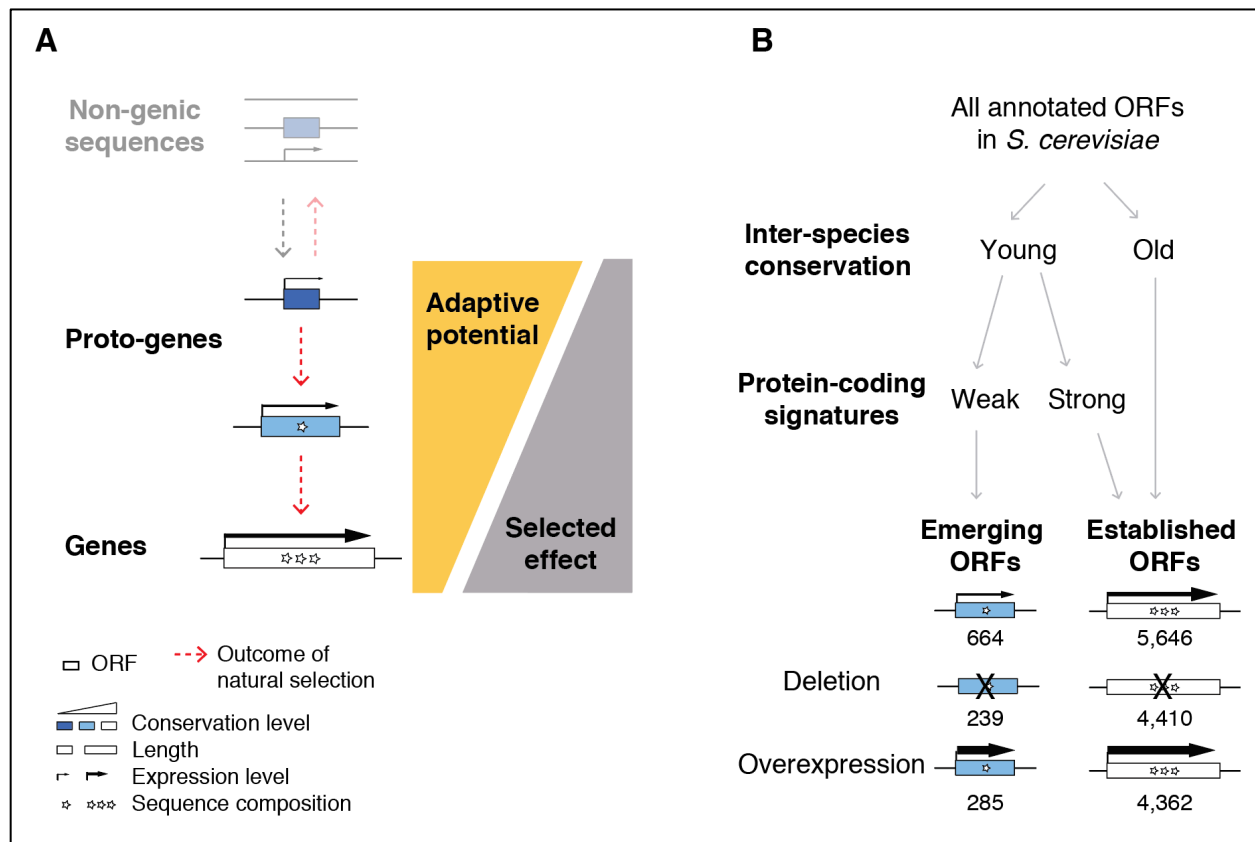 A
Non-genic
sequences
Proto-genes
Genes
Adaptive
potential
Selected
effect
ORF
Outcome of
natural selection
Conservation level
Length
Expression level
Sequence composition
B
All annotated ORFs
in S. cerevisiae
Inter-species
conservation
Young
Old
Protein-coding
signatures
Weak
Strong
Emerging
ORFs
Established
ORFs
664
5,646
Deletion
X
X
239
4,410
Overexpression
285
4,362